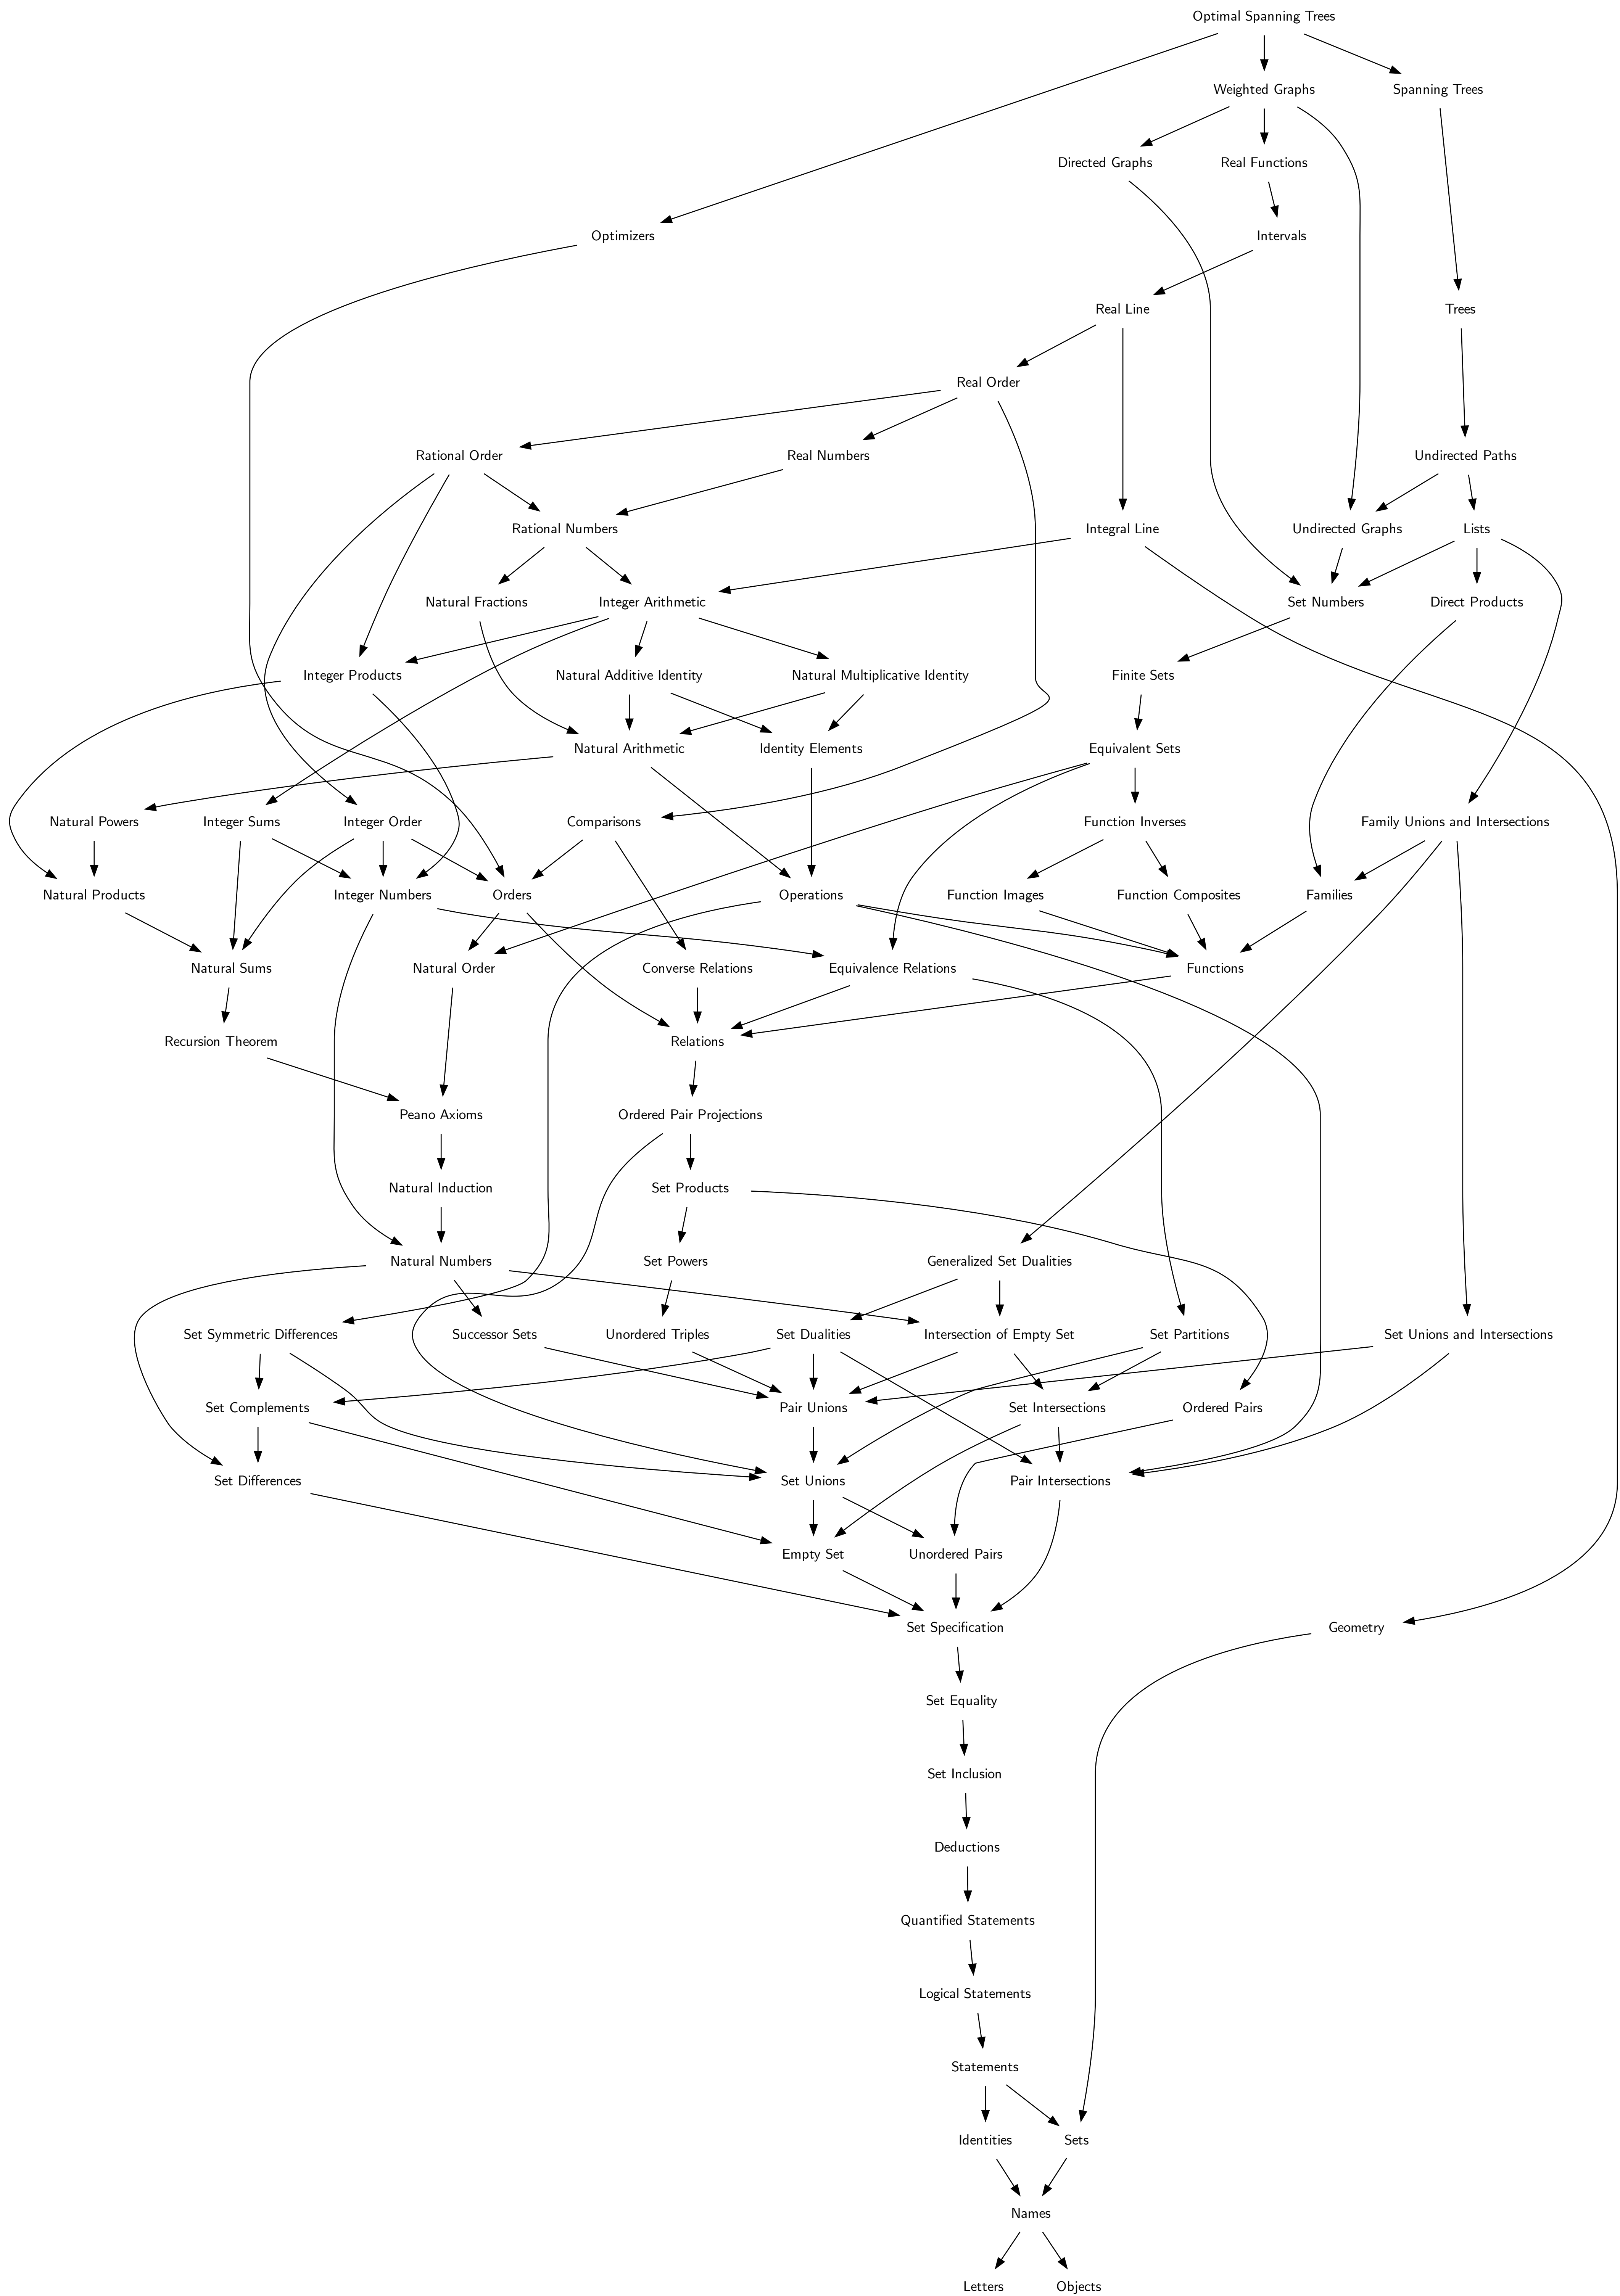 Optimal Spanning Trees
Weighted Graphs
Spanning Trees
Directed Graphs
Real Functions
Optimizers
Intervals
Real Line
Trees
Real Order
Rational Order
Real Numbers
Undirected Paths
Rational Numbers
Integral Line
Undirected Graphs
Lists
Natural Fractions
Integer Arithmetic
Set Numbers
Direct Products
Integer Products
Natural Additive Identity
Natural Multiplicative Identity
Finite Sets
Natural Arithmetic
Identity Elements
Equivalent Sets
Natural Powers
Integer Sums
Integer Order
Comparisons
Function Inverses
Family Unions and Intersections
Natural Products
Integer Numbers
Orders
Operations
Function Images
Function Composites
Families
Natural Sums
Natural Order
Converse Relations
Equivalence Relations
Functions
Recursion Theorem
Relations
Peano Axioms
Ordered Pair Projections
Natural Induction
Set Products
Natural Numbers
Set Powers
Generalized Set Dualities
Set Symmetric Differences
Successor Sets
Unordered Triples
Set Dualities
Intersection of Empty Set
Set Partitions
Set Unions and Intersections
Set Complements
Pair Unions
Set Intersections
Ordered Pairs
Set Differences
Set Unions
Pair Intersections
Empty Set
Unordered Pairs
Set Specification
Geometry
Set Equality
Set Inclusion
Deductions
Quantified Statements
Logical Statements
Statements
Identities
Sets
Names
Letters
Objects